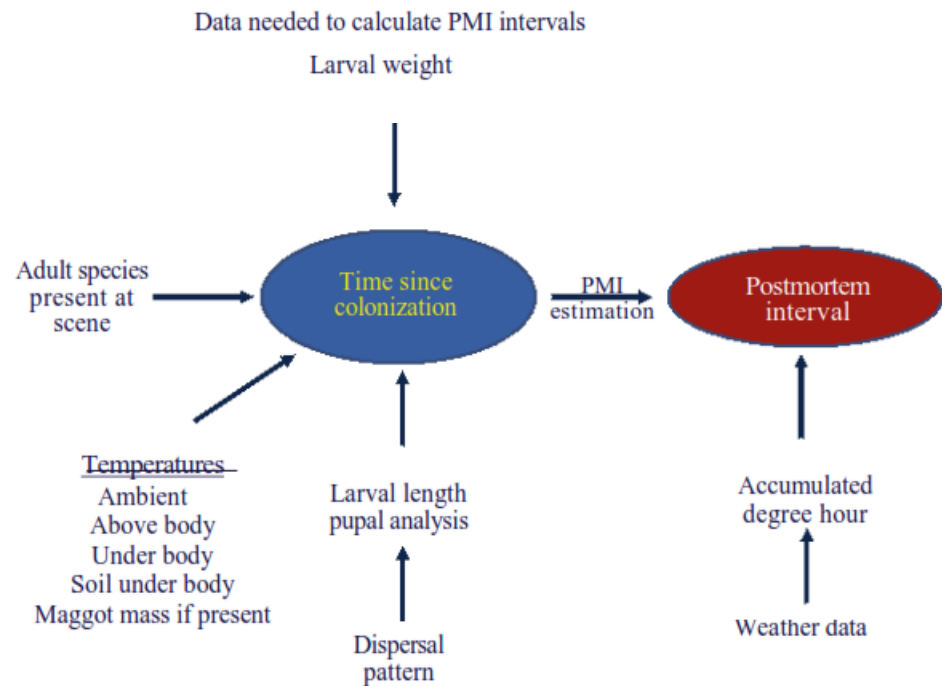 Data needed to calculate PMI intervals
Larval weight
Adult species
present at
scene
Time since
colonization
PMI
estimation
Postmortem
interval
Temperatures
Ambient
Above body
Under body
Soil under body
Maggot mass if present
Larval length
pupal analysis
Dispersal
pattern
Accumulated
degree hour
Weather data